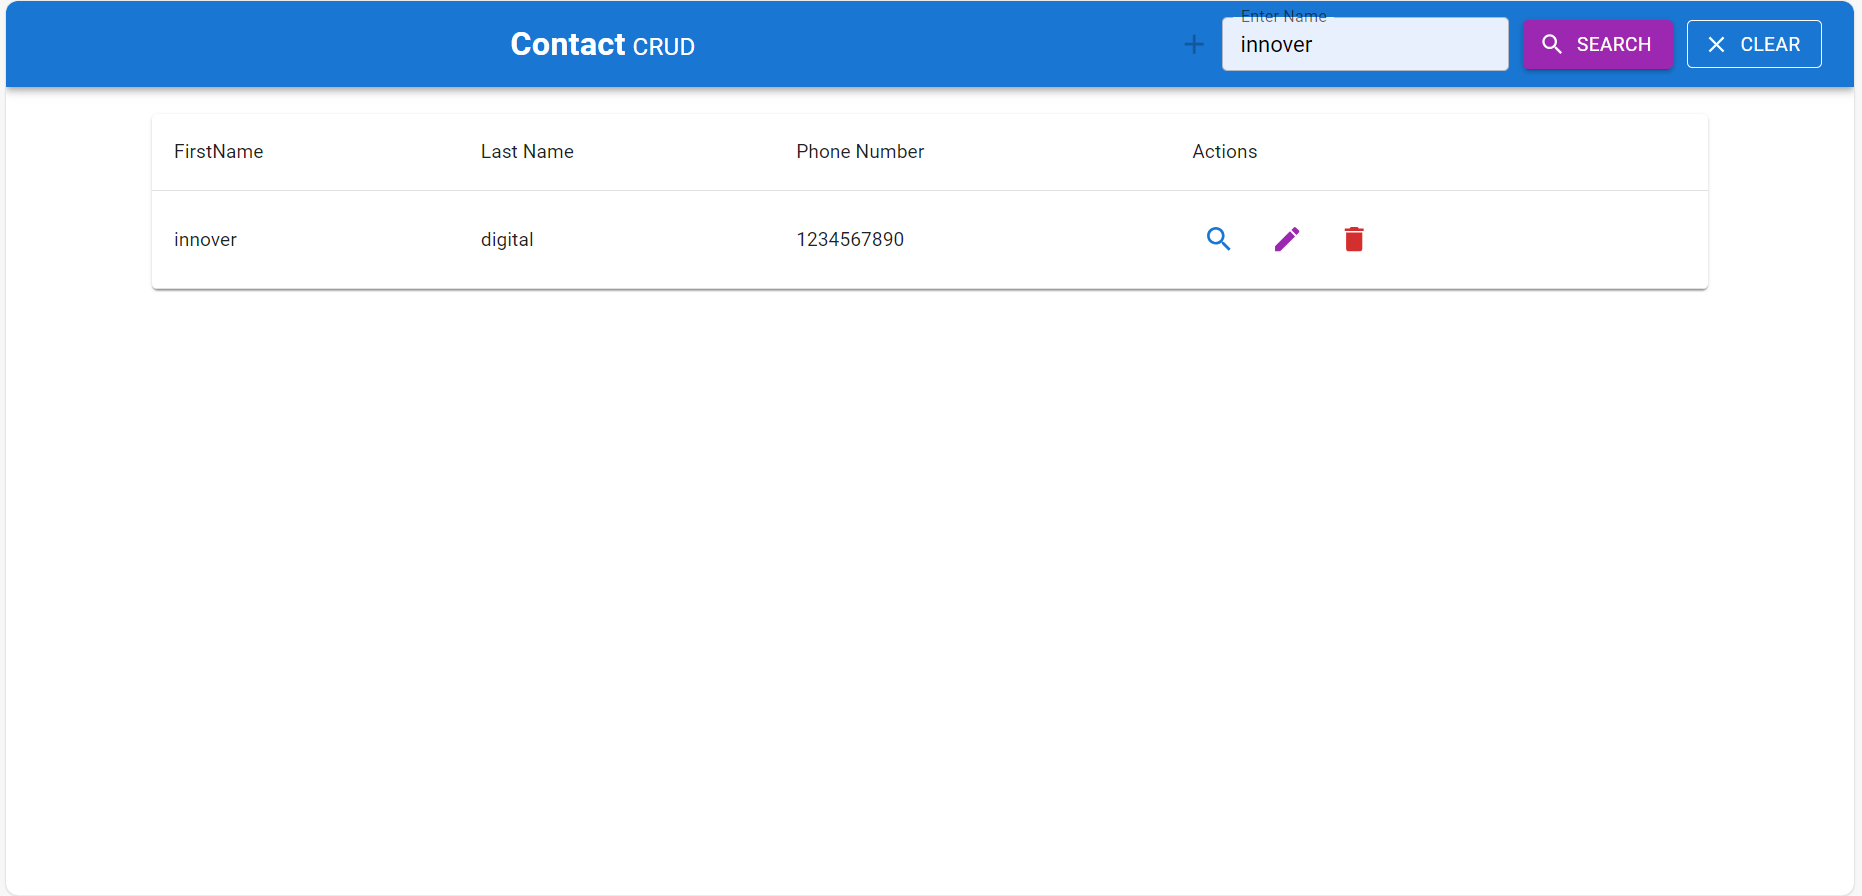 Contact CRUD
Enter Name
innover
SEARCH
CLEAR
FirstName Last Name Phone Number Actions
innover digital 1234567890